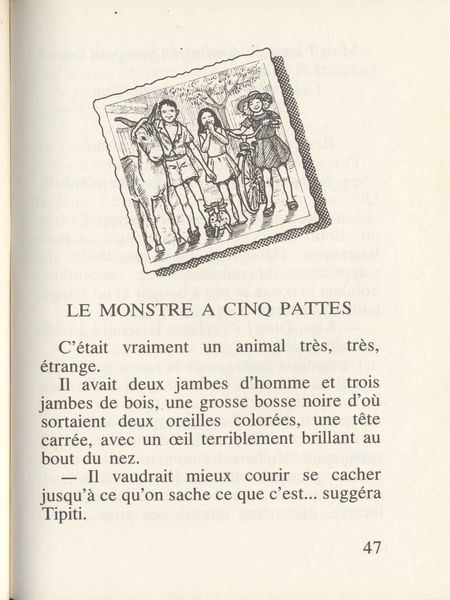 LE MONSTRE A CINQ PATTES
C'était vraiment un animal très, très,
étrange.
Il avait deux jambes d'homme et trois
jambes de bois, une grosse bosse noire d'où
sortaient deux oreilles colorées, une tête
carrée, avec un œil terriblement brillant au
bout du nez.
— Il vaudrait mieux courir se cacher
jusqu'à ce qu'on sache ce que c'est... suggéra
Tipiti.
47